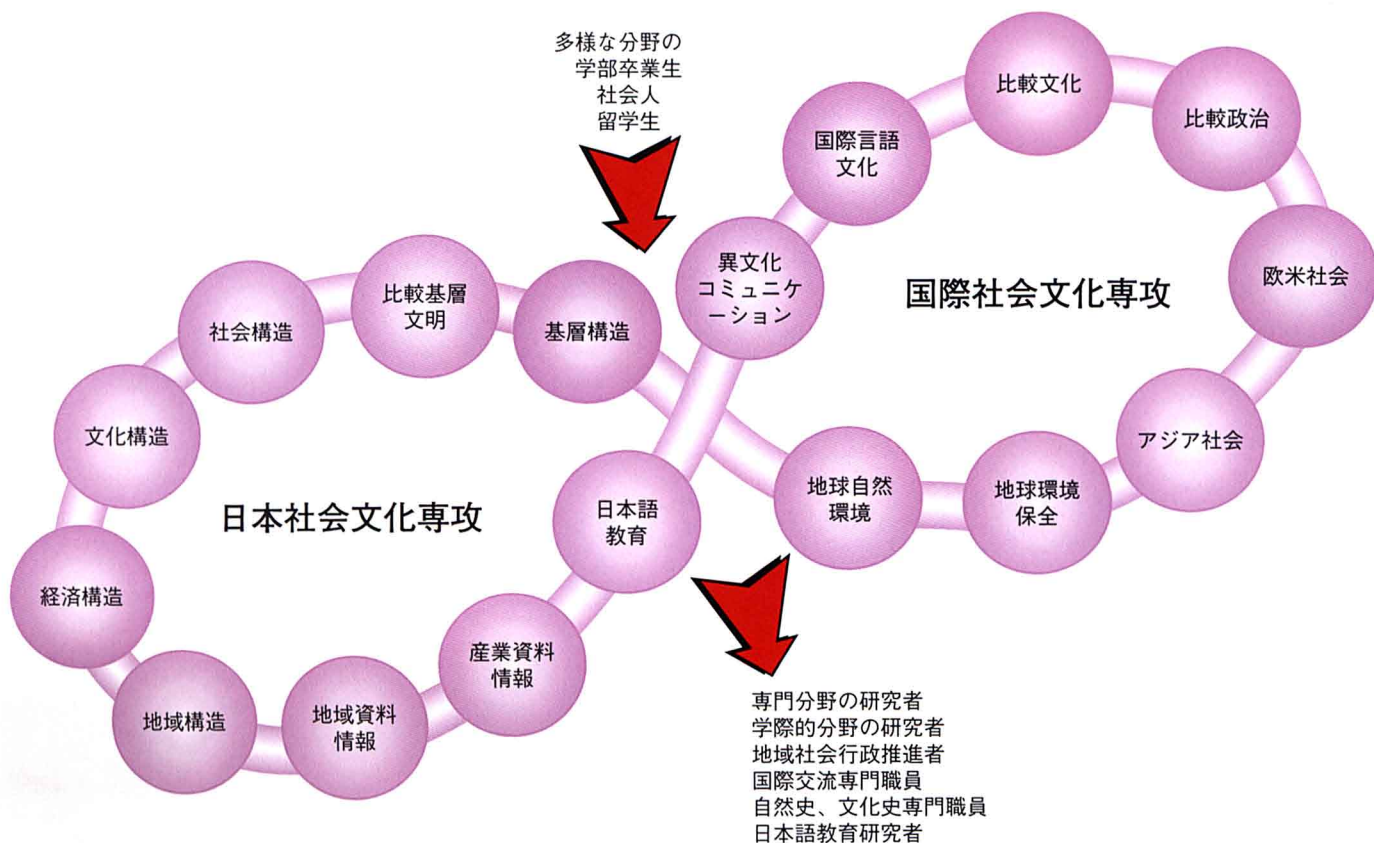 多様な分野の
学部卒業生
社会人
留学生
比較文化
比較政治
国際言語
文化
異文化
コミュニケ
ーション
欧米社会
国際社会文化専攻
比較基層
文明
社会構造
基層構造
文化構造
アジア社会
地球自然
環境
地球環境
保全
日本社会文化専攻
日本語
教育
経済構造
産業資料
情報
地域構造
地域資料
情報
専門分野の研究者
学際的分野の研究者
地域社会行政推進者
国際交流専門職員
自然史、文化史専門職員
日本語教育研究者